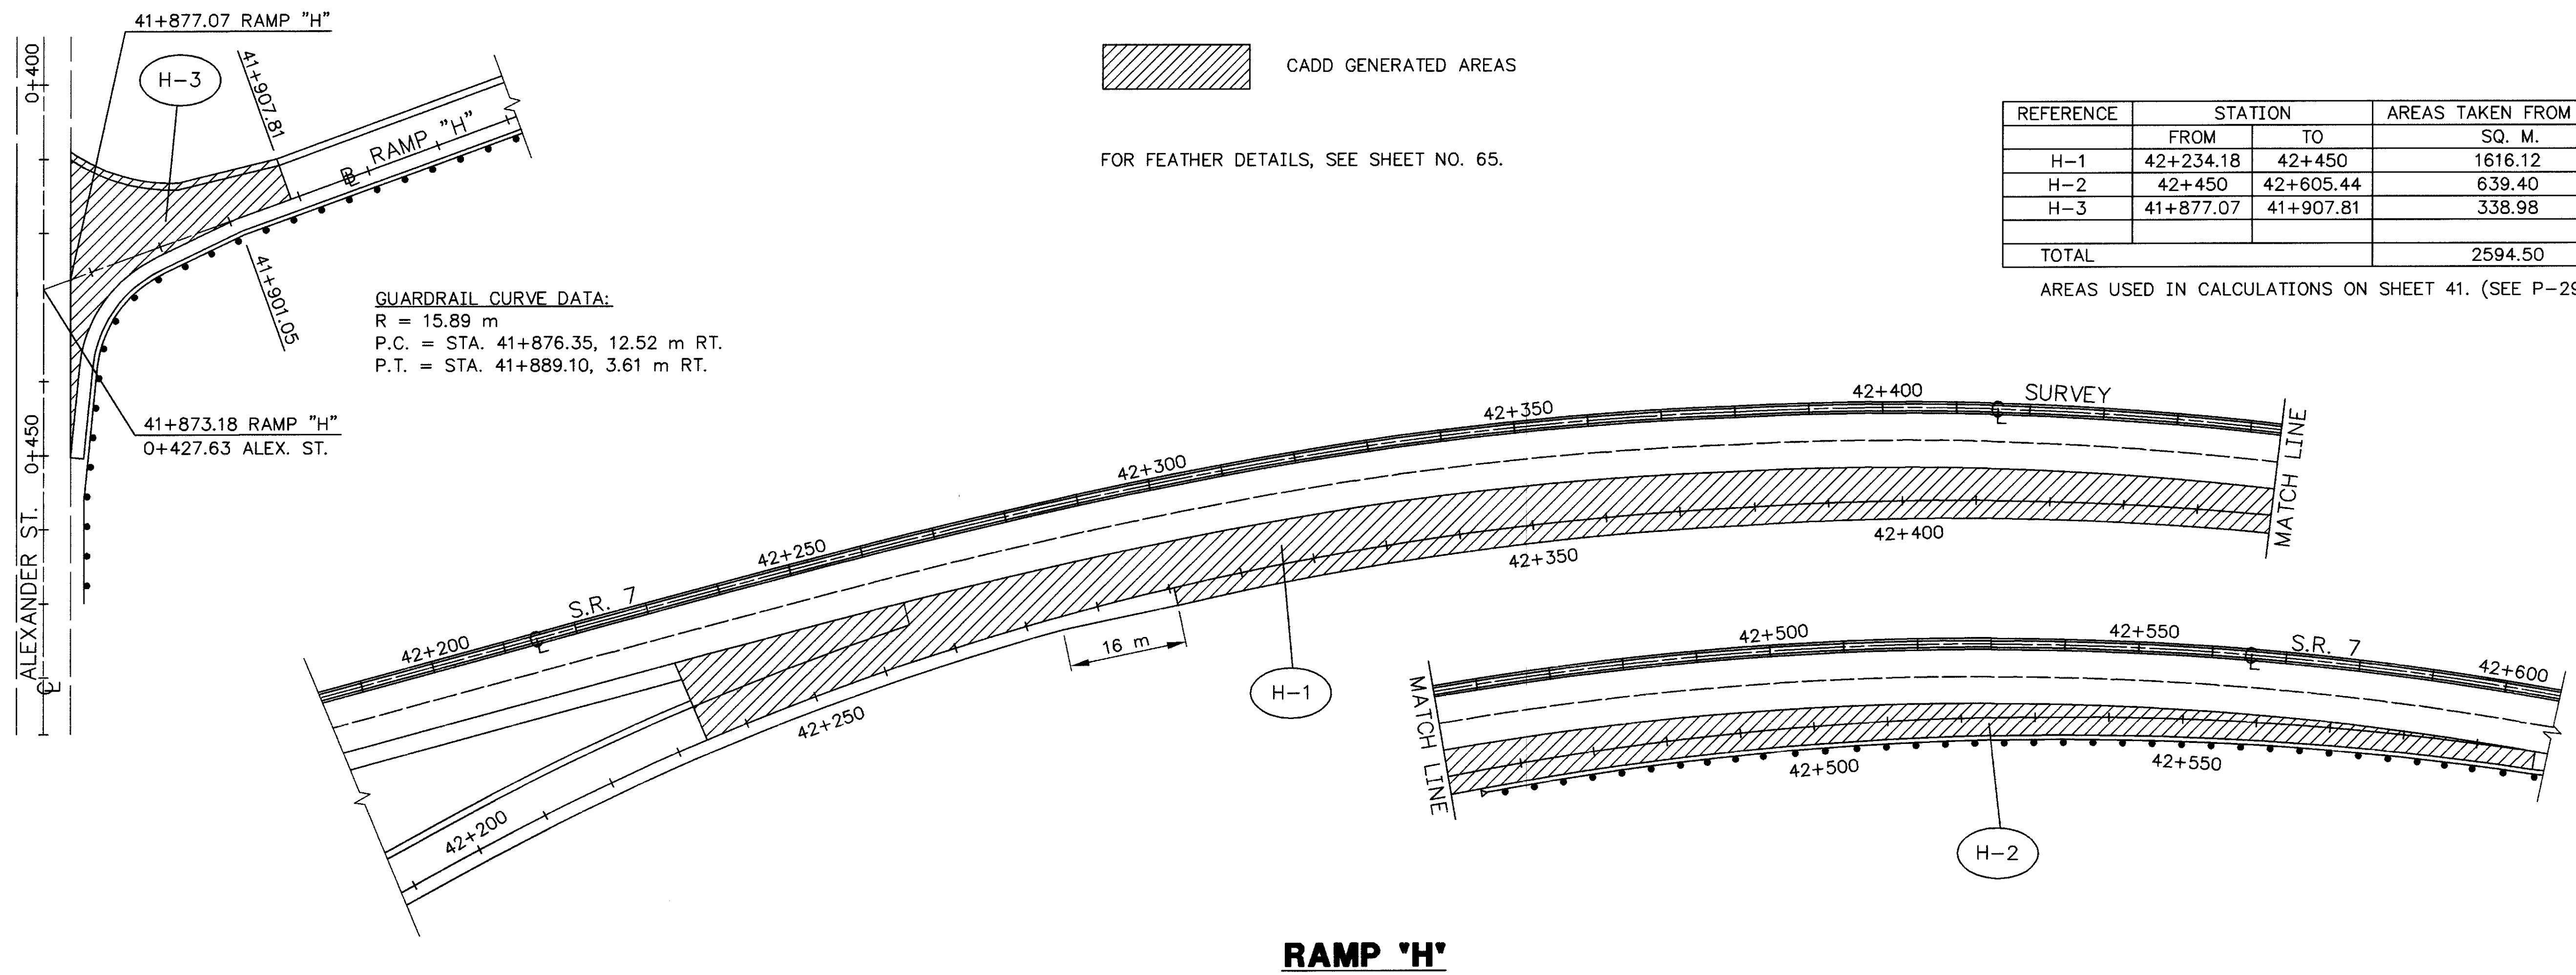 41+877.07 RAMP "H"
H-3
0+400
41+907.81
RAMP "H"
41+901.05
0+450
41+873.18 RAMP "H"
0+427.63 ALEX. ST.
ALEXANDER ST.
GUARDRAIL CURVE DATA:
R = 15.89 m
P.C. = STA. 41+876.35, 12.52 m RT.
P.T. = STA. 41+889.10, 3.61 m RT.
CADD GENERATED AREAS
FOR FEATHER DETAILS, SEE SHEET NO. 65.
REFERENCE STATION AREAS TAKEN FROM
FROM TO SQ. M.
H-1 42+234.18 42+450 1616.12
H-2 42+450 42+605.44 639.40
H-3 41+877.07 41+907.81 338.98
TOTAL 2594.50
AREAS USED IN CALCULATIONS ON SHEET 41. (SEE P-29
42+200
S.R. 7
42+250
42+300
42+350
42+400
SURVEY
MATCH LINE
42+200
42+250
16 m
42+350
42+400
H-1
MATCH LINE
42+500
42+550
S.R. 7
42+600
42+500
42+550
H-2
RAMP "H"